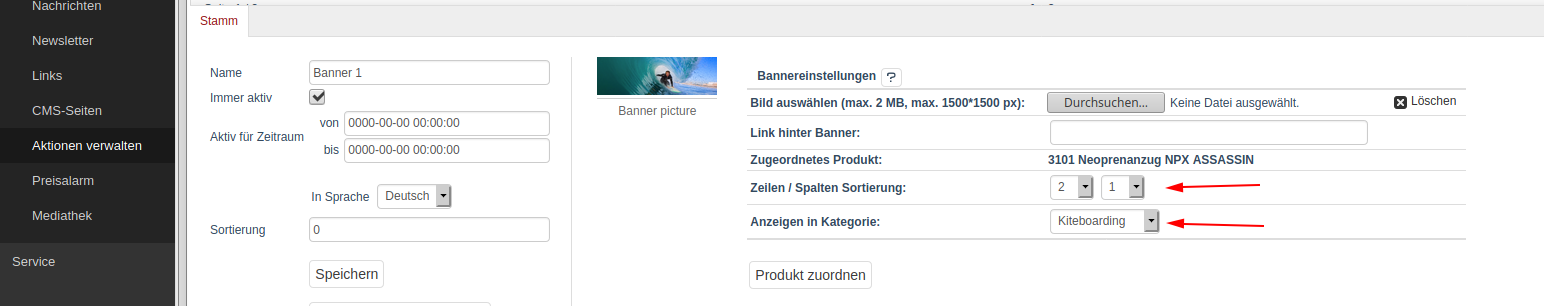 Nachrichten
Newsletter
Links
CMS-Seiten
Aktionen verwalten
Preisalarm
Mediathek
Service
Stamm
Name Banner 1
Immer aktiv
Aktiv für Zeitraum
von 0000-00-00 00:00:00
bis 0000-00-00 00:00:00
In Sprache Deutsch
Sortierung 0
Speichern
Banner picture
Bannereinstellungen ?
Bild auswählen (max. 2 MB, max. 1500*1500 px): Durchsuchen... Keine Datei ausgewählt. Löschen
Link hinter Banner:
Zugeordnetes Produkt: 3101 Neoprenanzug NPX ASSASSIN
Zeilen / Spalten Sortierung: 2 1
Anzeigen in Kategorie: Kiteboarding
Produkt zuordnen